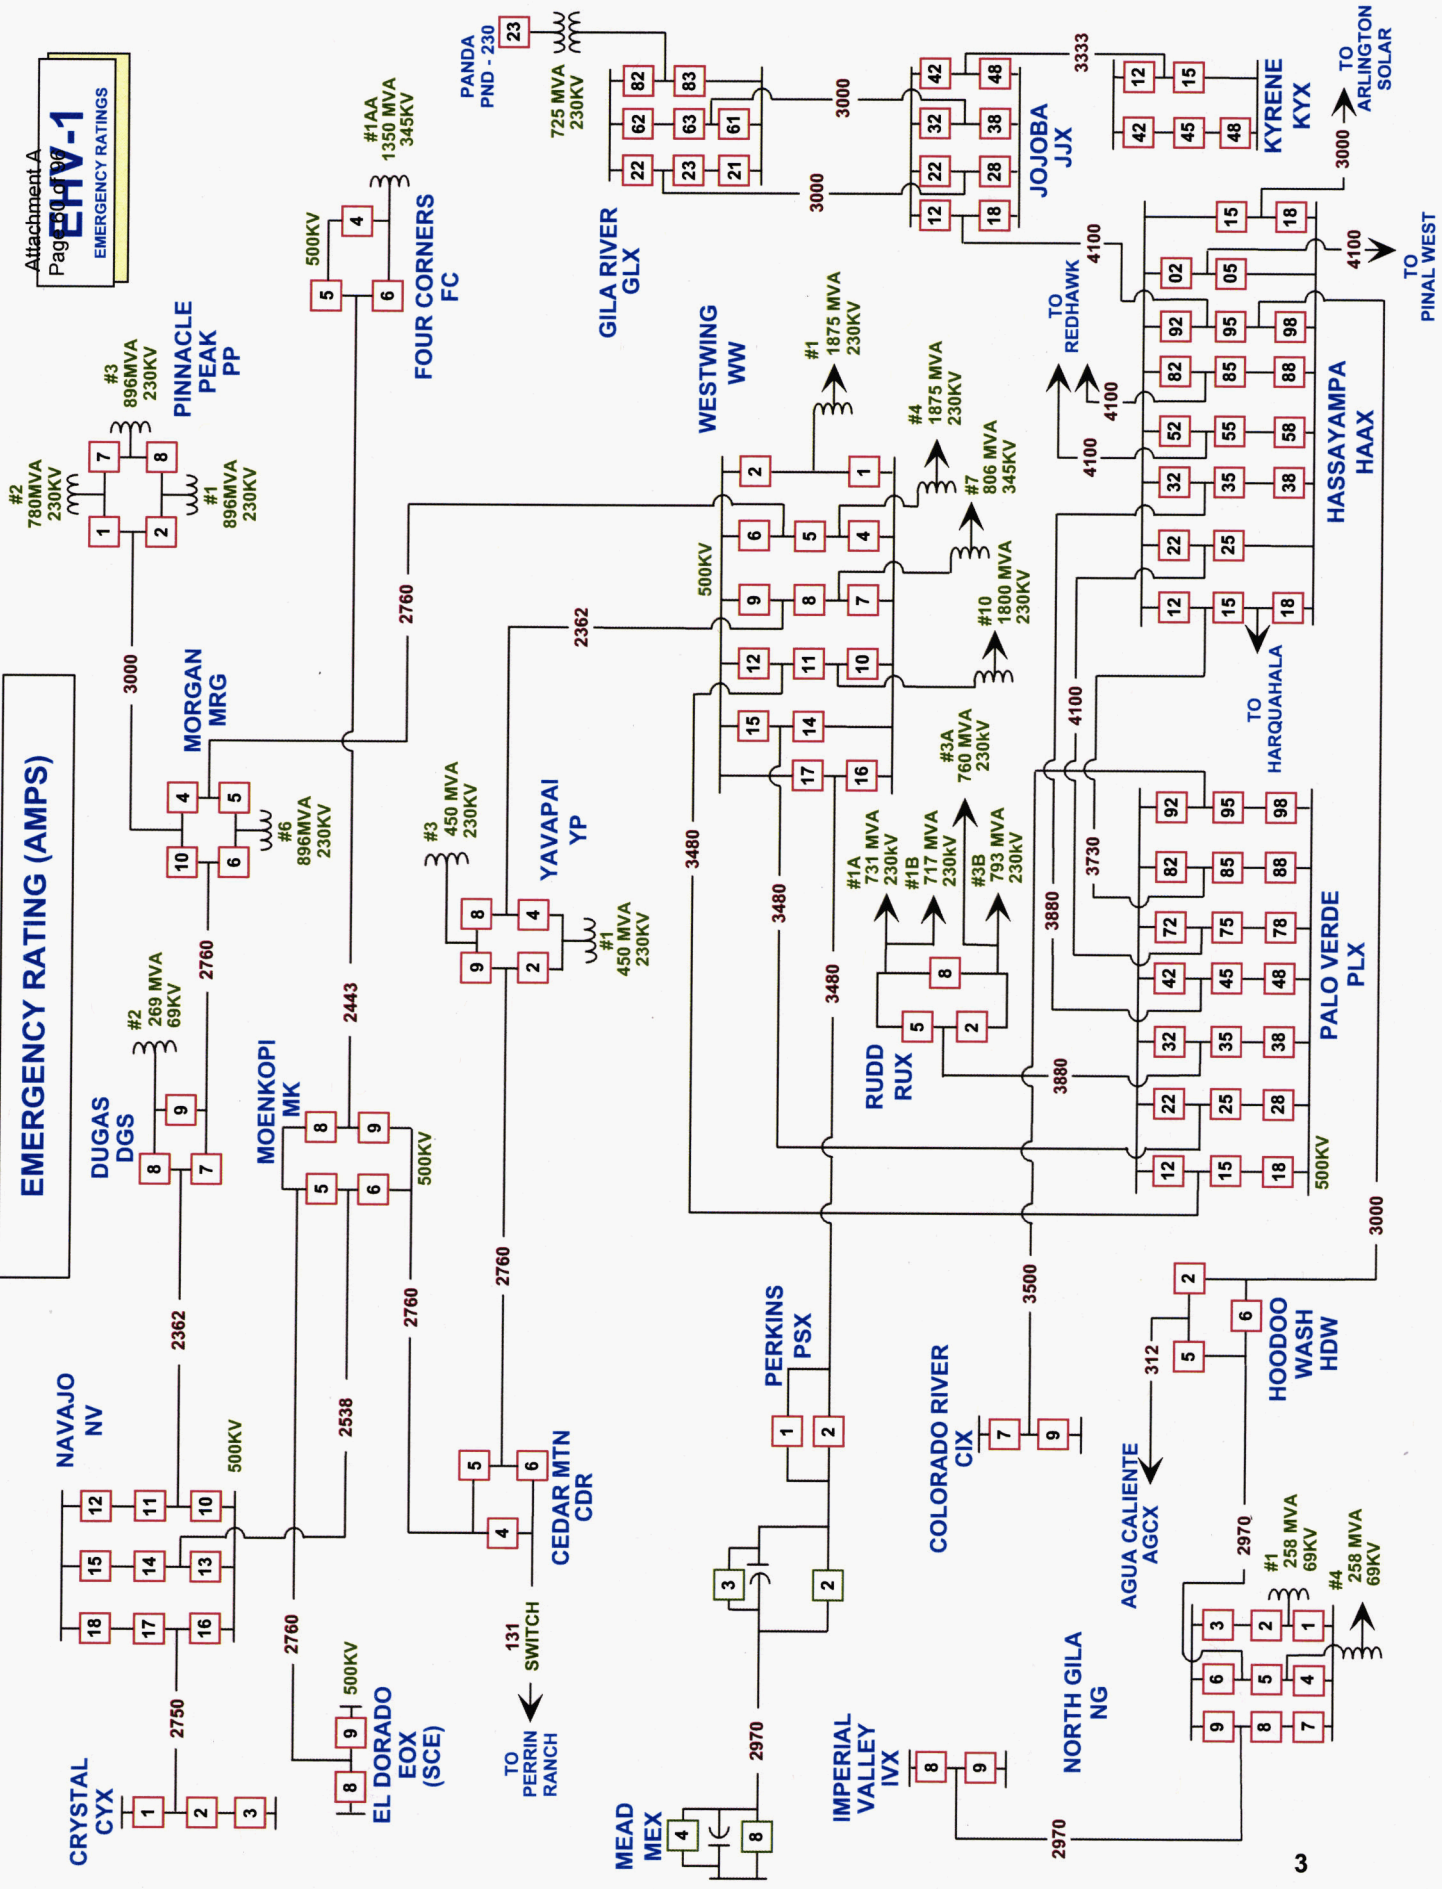 Attachment A
Page 60 of 96
EHV-1
EMERGENCY RATINGS
EMERGENCY RATING (AMPS)
CRYSTAL
CYX
1
2
3
2750
NAVAJO
NV
18
17
16
15
14
13
12
11
10
500KV
2362
DUGAS
DGS
8
7
9
#2
269 MVA
69KV
2760
MORGAN
MRG
10
6
4
5
#6
896MVA
230KV
3000
PINNACLE
PEAK
PP
1
2
7
8
#2
780MVA
230KV
#1
896MVA
230KV
#3
896MVA
230KV
2760
EL DORADO
EOX
(SCE)
8
9
500KV
2760
2538
MOENKOPI
MK
5
6
8
9
500KV
2443
FOUR CORNERS
FC
5
6
4
500KV
#1AA
1350 MVA
345KV
2760
CEDAR MTN
CDR
4
5
6
131
SWITCH
TO
PERRIN
RANCH
2760
YAVAPAI
YP
9
2
8
4
#3
450 MVA
230KV
#1
450 MVA
230KV
2362
WESTWING
WW
500KV
17
16
15
14
12
11
10
9
8
7
6
5
4
2
1
#1
1875 MVA
230KV
#4
1875 MVA
230KV
#7
806 MVA
345KV
#10
1800 MVA
230KV
3480
3480
3480
MEAD
MEX
4
8
2970
3
2
PERKINS
PSX
1
2
RUDD
RUX
5
2
8
#1A
731 MVA
230kV
#1B
717 MVA
230kV
#3A
760 MVA
230kV
#3B
793 MVA
230kV
3880
PANDA
PND - 230
23
725 MVA
230KV
GILA RIVER
GLX
22
23
21
62
63
61
82
83
3000
3000
JOJOBA
JJX
12
18
22
28
32
38
42
48
3333
KYRENE
KYX
42
45
48
12
15
4100
TO
REDHAWK
4100
4100
HASSAYAMPA
HAAX
12
15
18
22
25
32
35
38
52
55
58
82
85
88
92
95
98
02
05
15
18
3000
TO
ARLINGTON
SOLAR
4100
TO
PINAL WEST
TO
HARQUAHALA
4100
3880
3730
PALO VERDE
PLX
500KV
12
15
18
22
25
28
32
35
38
42
45
48
72
75
78
82
85
88
92
95
98
COLORADO RIVER
CIX
7
9
3500
IMPERIAL
VALLEY
IVX
8
9
2970
NORTH GILA
NG
9
8
7
6
5
4
3
2
1
#1
258 MVA
69KV
#4
258 MVA
69KV
2970
AGUA CALIENTE
AGCX
312
HOODOO
WASH
HDW
5
2
6
3000
3